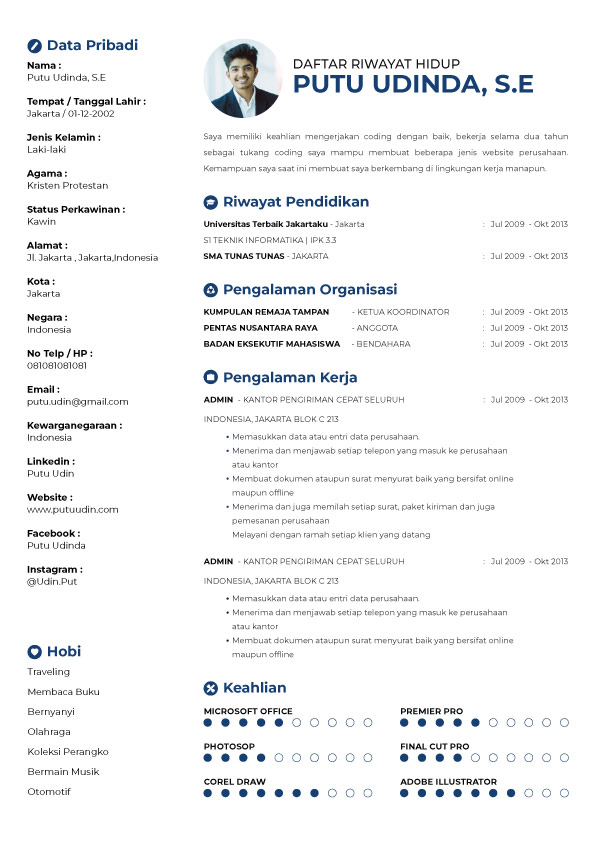 Data Pribadi
Nama :
Putu Udinda, S.E
Tempat / Tanggal Lahir :
Jakarta / 01-12-2002
Jenis Kelamin :
Laki-laki
Agama :
Kristen Protestan
Status Perkawinan :
Kawin
Alamat :
Jl. Jakarta , Jakarta,Indonesia
Kota :
Jakarta
Negara :
Indonesia
No Telp / HP :
081081081081
Email :
putu.udin@gmail.com
Kewarganegaraan :
Indonesia
Linkedin :
Putu Udin
Website :
www.putuudin.com
Facebook :
Putu Udinda
Instagram :
@Udin.Put
Hobi
Traveling
Membaca Buku
Bernyanyi
Olahraga
Koleksi Perangko
Bermain Musik
Otomotif
DAFTAR RIWAYAT HIDUP
PUTU UDINDA, S.E
Saya memiliki keahlian mengerjakan coding dengan baik, bekerja selama dua tahun
sebagai tukang coding saya mampu membuat beberapa jenis website perusahaan.
Kemampuan saya saat ini membuat saya berkembang di lingkungan kerja manapun.
Riwayat Pendidikan
Universitas Terbaik Jakartaku - Jakarta : Jul 2009 - Okt 2013
S1 TEKNIK INFORMATIKA | IPK 3.3
SMA TUNAS TUNAS - JAKARTA : Jul 2009 - Okt 2013
Pengalaman Organisasi
KUMPULAN REMAJA TAMPAN - KETUA KOORDINATOR : Jul 2009 - Okt 2013
PENTAS NUSANTARA RAYA - ANGGOTA : Jul 2009 - Okt 2013
BADAN EKSEKUTIF MAHASISWA - BENDAHARA : Jul 2009 - Okt 2013
Pengalaman Kerja
ADMIN - KANTOR PENGIRIMAN CEPAT SELURUH : Jul 2009 - Okt 2013
INDONESIA, JAKARTA BLOK C 213
• Memasukkan data atau entri data perusahaan.
• Menerima dan menjawab setiap telepon yang masuk ke perusahaan
atau kantor
• Membuat dokumen ataupun surat menyurat baik yang bersifat online
maupun offline
• Menerima dan juga memilah setiap surat, paket kiriman dan juga
pemesanan perusahaan
Melayani dengan ramah setiap klien yang datang
ADMIN - KANTOR PENGIRIMAN CEPAT SELURUH : Jul 2009 - Okt 2013
INDONESIA, JAKARTA BLOK C 213
• Memasukkan data atau entri data perusahaan.
• Menerima dan menjawab setiap telepon yang masuk ke perusahaan
atau kantor
• Membuat dokumen ataupun surat menyurat baik yang bersifat online
maupun offline
Keahlian
MICROSOFT OFFICE
PREMIER PRO
PHOTOSOP
FINAL CUT PRO
COREL DRAW
ADOBE ILLUSTRATOR